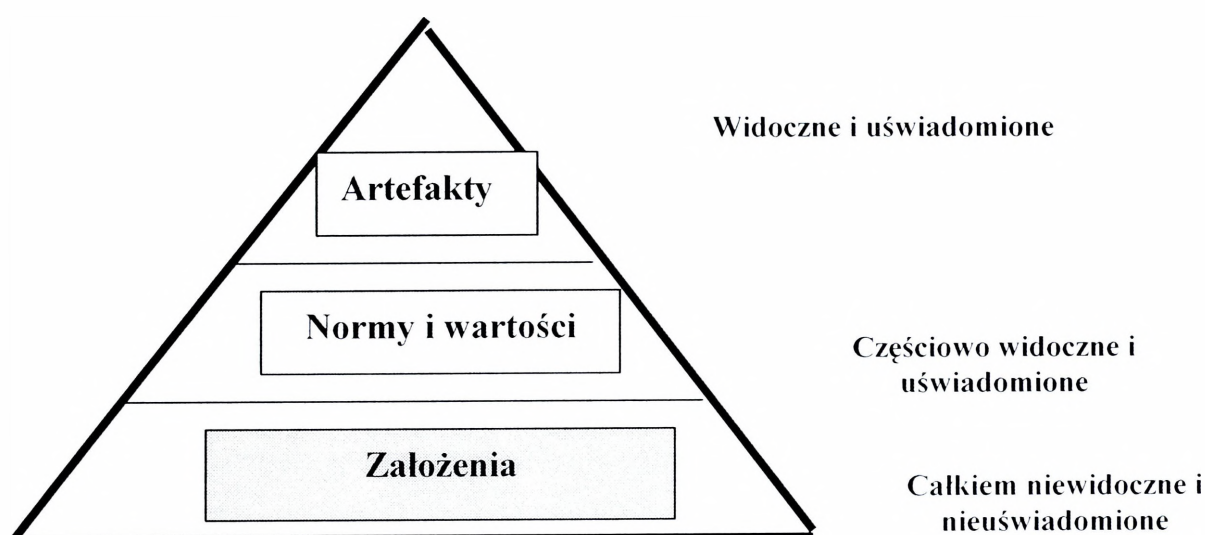 Widoczne i uświadomione
Artefakty
Normy i wartości
Częściowo widoczne i
uświadomione
Założenia
Całkiem niewidoczne i
nieuświadomione